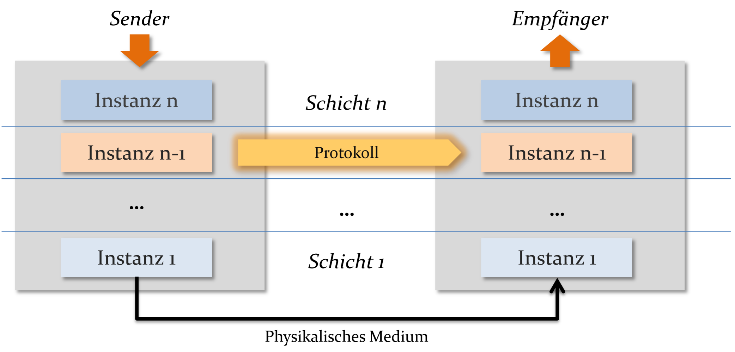 Sender
Empfänger
Instanz n
Schicht n
Instanz n
Instanz n-1
Protokoll
Instanz n-1
...
...
...
Instanz 1
Schicht 1
Instanz 1
Physikalisches Medium